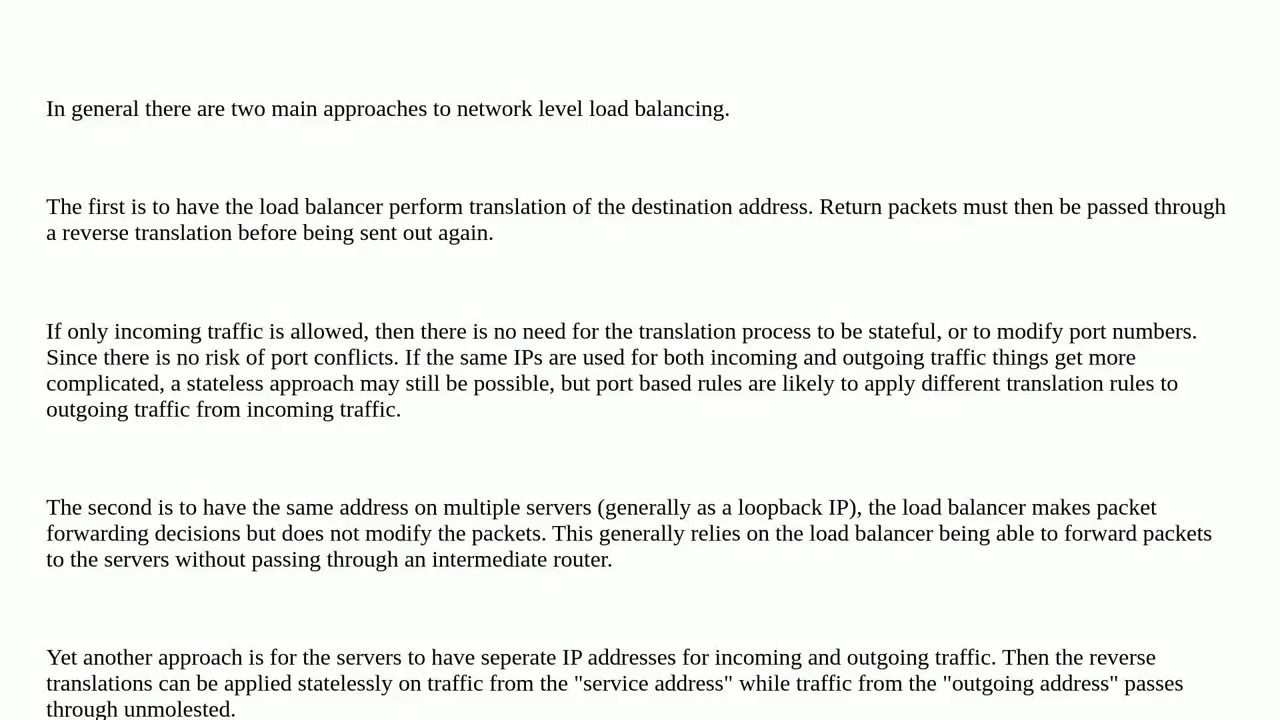 In general there are two main approaches to network level load balancing.
The first is to have the load balancer perform translation of the destination address. Return packets must then be passed through
a reverse translation before being sent out again.
If only incoming traffic is allowed, then there is no need for the translation process to be stateful, or to modify port numbers.
Since there is no risk of port conflicts. If the same IPs are used for both incoming and outgoing traffic things get more
complicated, a stateless approach may still be possible, but port based rules are likely to apply different translation rules to
outgoing traffic from incoming traffic.
The second is to have the same address on multiple servers (generally as a loopback IP), the load balancer makes packet
forwarding decisions but does not modify the packets. This generally relies on the load balancer being able to forward packets
to the servers without passing through an intermediate router.
Yet another approach is for the servers to have seperate IP addresses for incoming and outgoing traffic. Then the reverse
translations can be applied statelessly on traffic from the "service address" while traffic from the "outgoing address" passes
through unmolested.